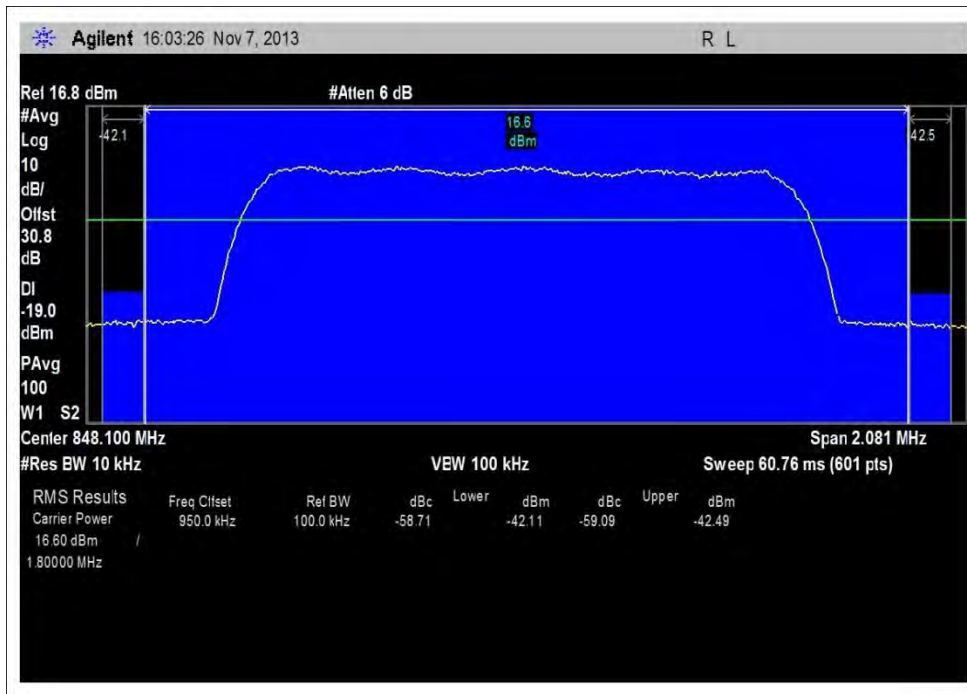 Agilent 16:03:26 Nov 7, 2013 R L
Ref 16.8 dBm #Atten 6 dB
#Avg
Log
10
dB/
Offst
30.8
dB
DI
-19.0
dBm
PAvg
100
W1 S2
-42.1
16.6
dBm
42.5
Center 848.100 MHz Span 2.081 MHz
#Res BW 10 kHz VBW 100 kHz Sweep 60.76 ms (601 pts)
RMS Results Freq Offset Ref BW dBc Lower dBm dBc Upper dBm
Carrier Power 950.0 kHz 100.0 kHz -58.71 -42.11 -59.09 -42.49
16.60 dBm /
1.80000 MHz